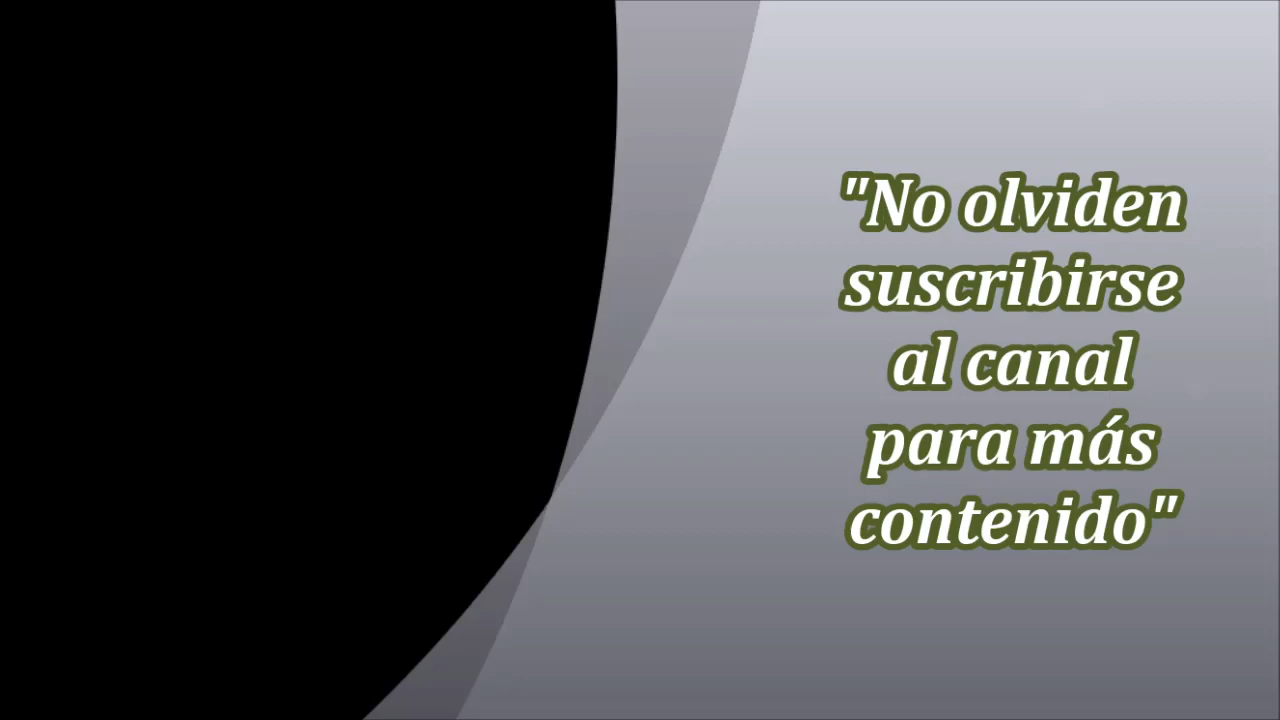 "No olviden
suscribirse
al canal
para más
contenido"